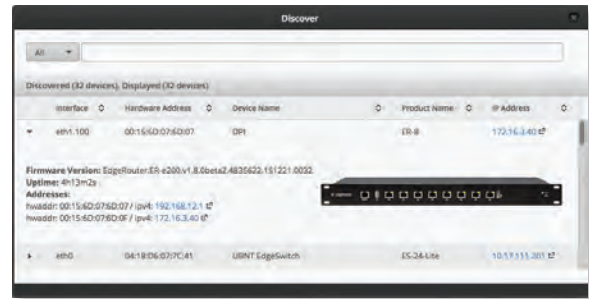 Discover
All
Discovered (32 devices), Displayed (32 devices)
Interface Hardware Address Device Name Product Name IP Address
eth1.100 00:15:6D:07:6D:07 DPI ER-8 172.16.3.40
Firmware Version: EdgeRouter.ER-e200.v1.8.0beta2.4835622.151221.0032
Uptime: 4h13m2s
Addresses:
hwaddr: 00:15:6D:07:6D:07 / ipv4: 192.168.12.1
hwaddr: 00:15:6D:07:6D:0F / ipv4: 172.16.3.40
eth0 04:18:D6:07:7C:41 UBNT EdgeSwitch ES-24-Lite 10.17.111.201